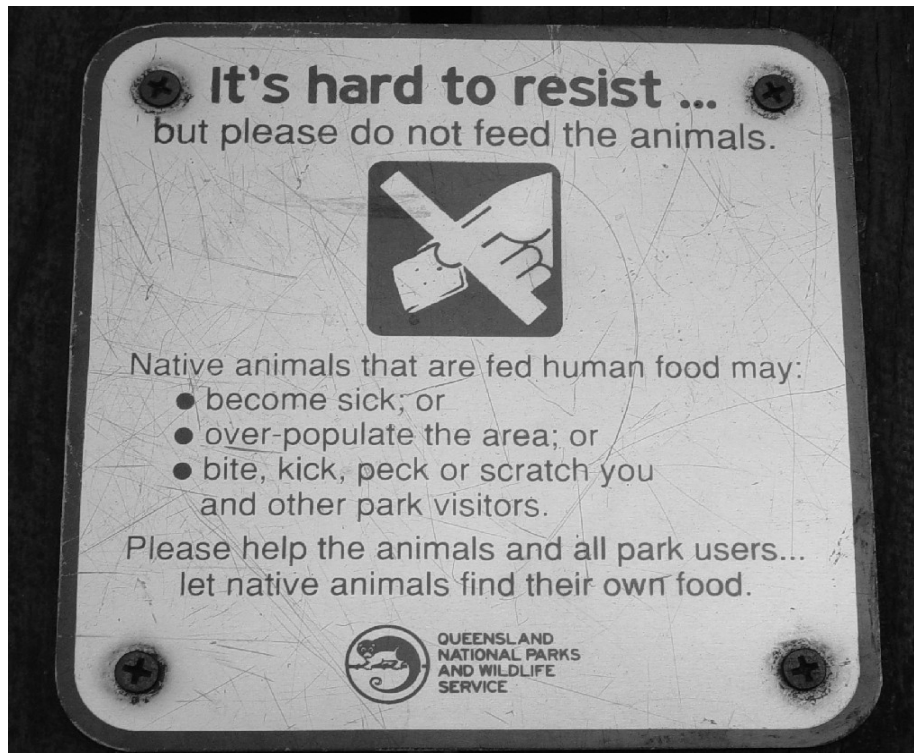 It's hard to resist ...
but please do not feed the animals.
Native animals that are fed human food may:
● become sick; or
● over-populate the area; or
● bite, kick, peck or scratch you
and other park visitors.
Please help the animals and all park users...
let native animals find their own food.
QUEENSLAND
NATIONAL PARKS
AND WILDLIFE
SERVICE